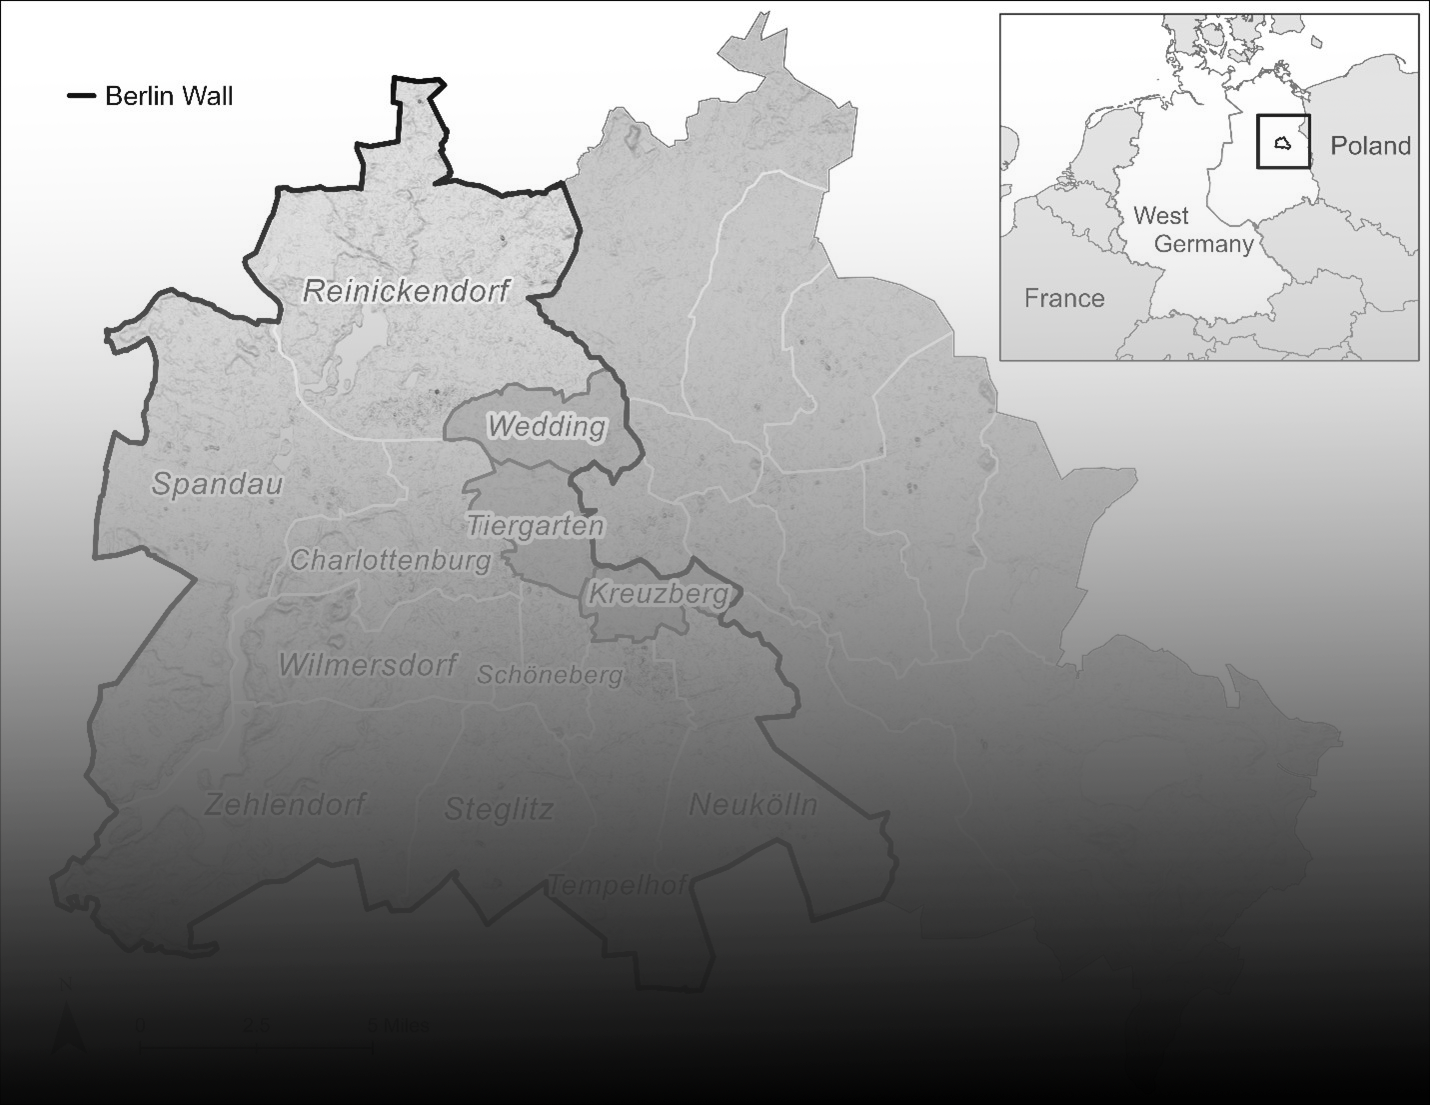 Berlin Wall
Poland
West
Germany
France
Reinickendorf
Wedding
Spandau
Tiergarten
Charlottenburg
Kreuzberg
Wilmersdorf
Schöneberg
Zehlendorf
Steglitz
Neukölln
Tempelhof
N
0 2.5 5 Miles